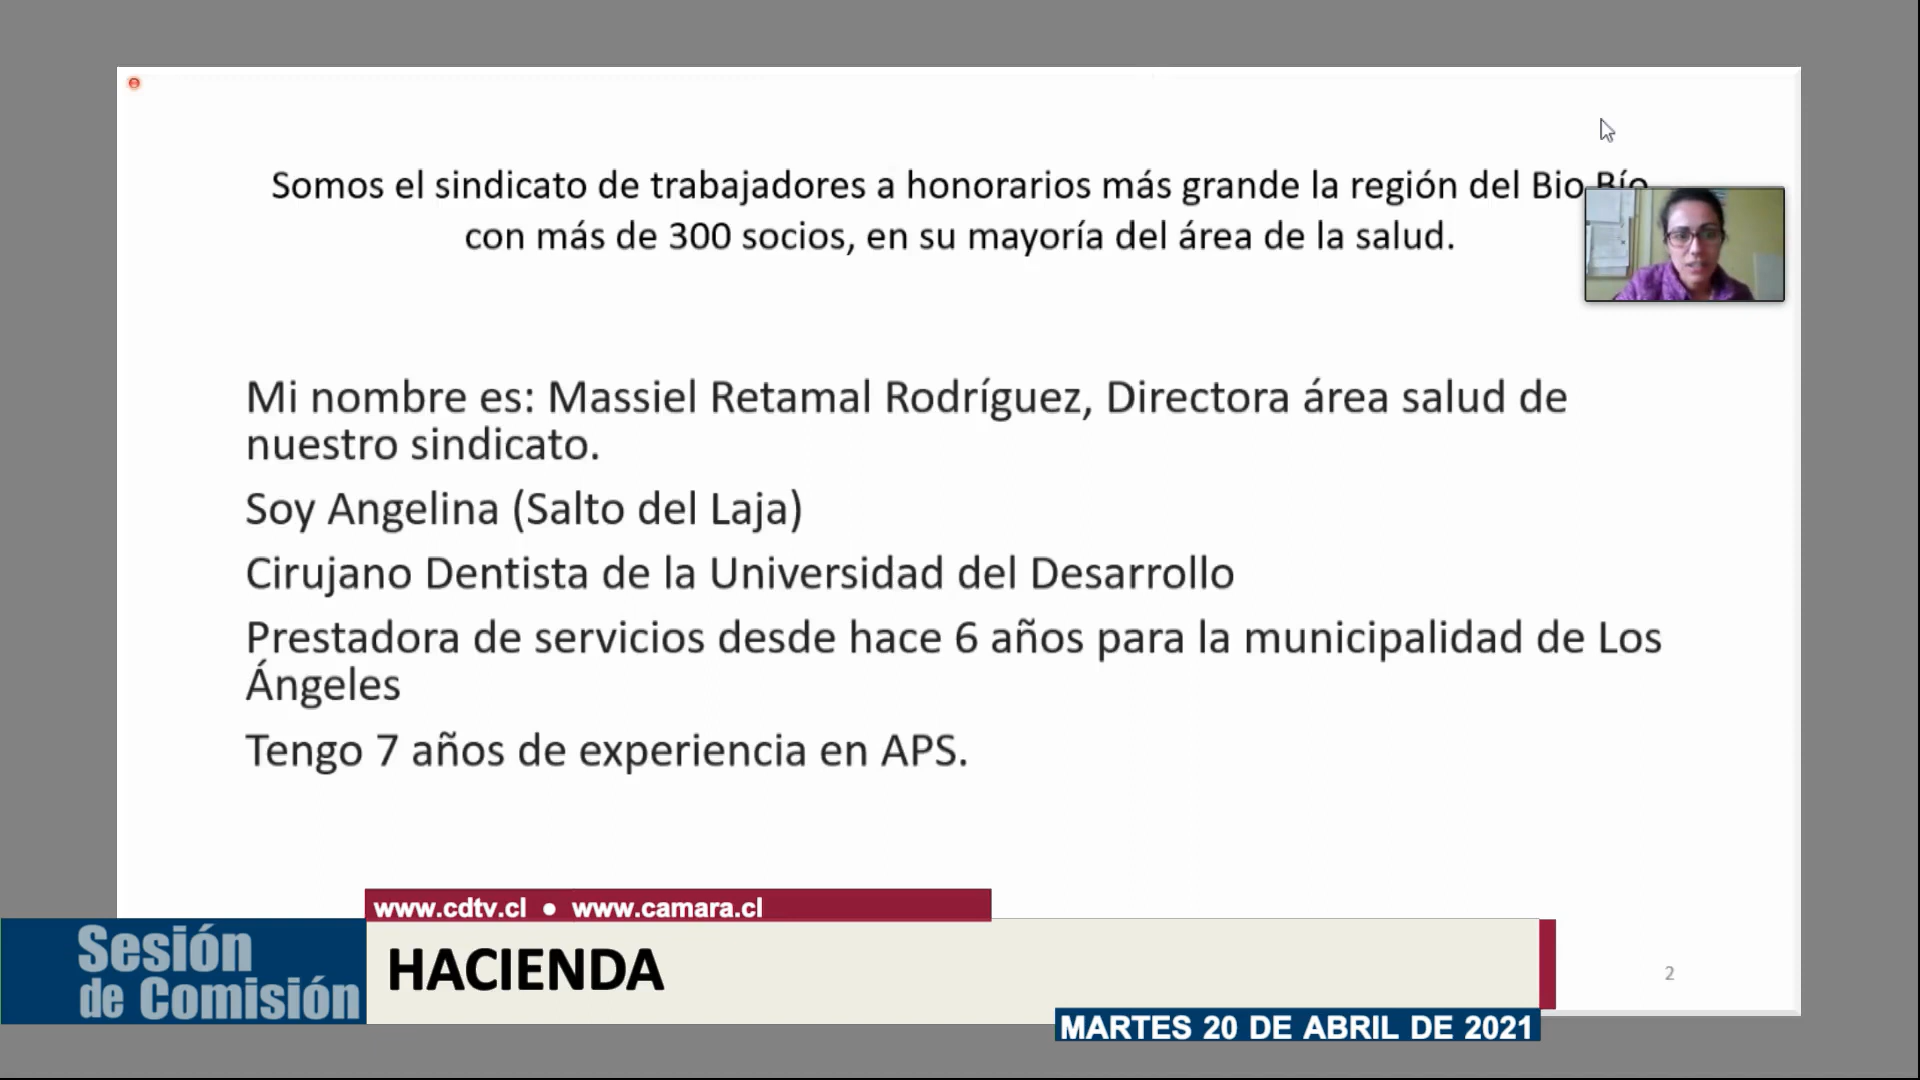 Somos el sindicato de trabajadores a honorarios más grande la región del Bio Bío
con más de 300 socios, en su mayoría del área de la salud.
Mi nombre es: Massiel Retamal Rodríguez, Directora área salud de
nuestro sindicato.
Soy Angelina (Salto del Laja)
Cirujano Dentista de la Universidad del Desarrollo
Prestadora de servicios desde hace 6 años para la municipalidad de Los
Ángeles
Tengo 7 años de experiencia en APS.
www.cdtv.cl ● www.camara.cl
Sesión
de Comisión
HACIENDA
2
MARTES 20 DE ABRIL DE 2021